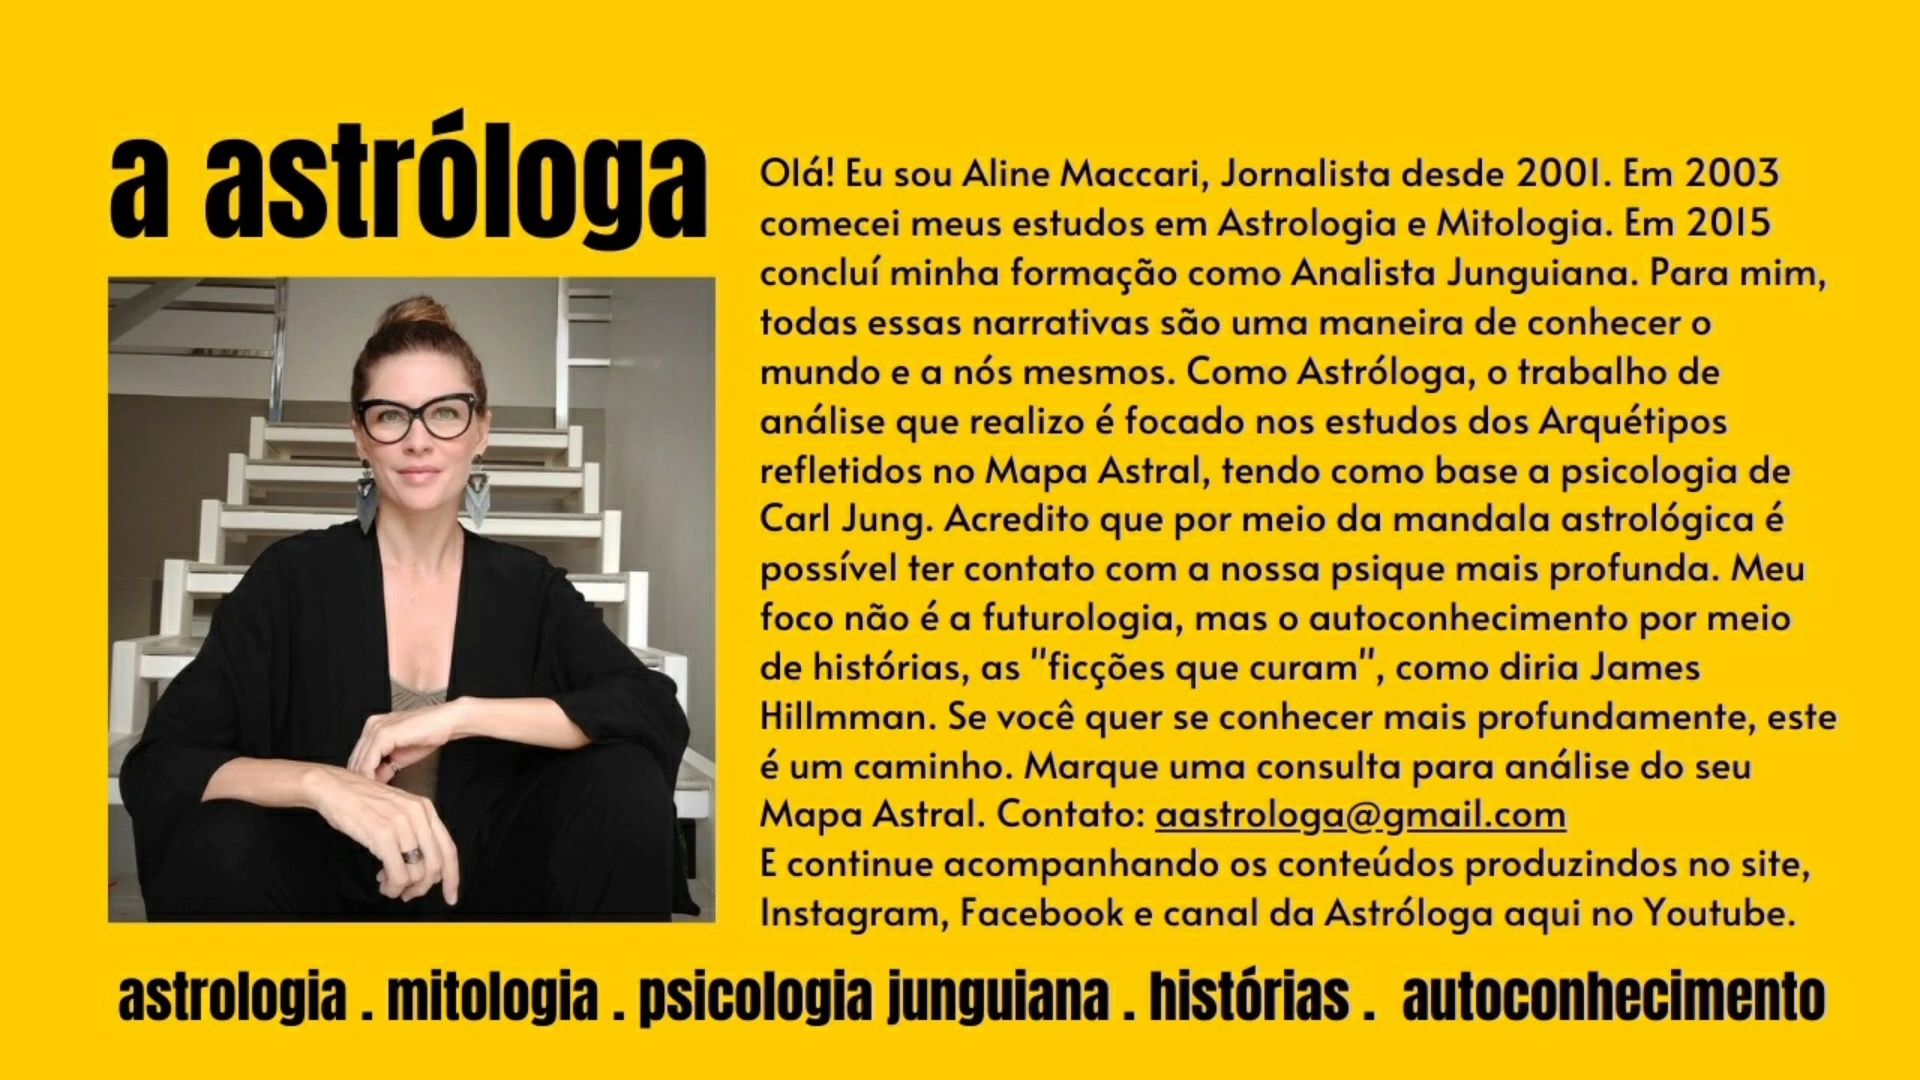 a astróloga
Olá! Eu sou Aline Maccari, Jornalista desde 2001. Em 2003
comecei meus estudos em Astrologia e Mitologia. Em 2015
concluí minha formação como Analista Junguiana. Para mim,
todas essas narrativas são uma maneira de conhecer o
mundo e a nós mesmos. Como Astróloga, o trabalho de
análise que realizo é focado nos estudos dos Arquétipos
refletidos no Mapa Astral, tendo como base a psicologia de
Carl Jung. Acredito que por meio da mandala astrológica é
possível ter contato com a nossa psique mais profunda. Meu
foco não é a futurologia, mas o autoconhecimento por meio
de histórias, as "ficções que curam", como diria James
Hillmman. Se você quer se conhecer mais profundamente, este
é um caminho. Marque uma consulta para análise do seu
Mapa Astral. Contato: aastrologa@gmail.com
E continue acompanhando os conteúdos produzindos no site,
Instagram, Facebook e canal da Astróloga aqui no Youtube.
astrologia . mitologia . psicologia junguiana . histórias . autoconhecimento